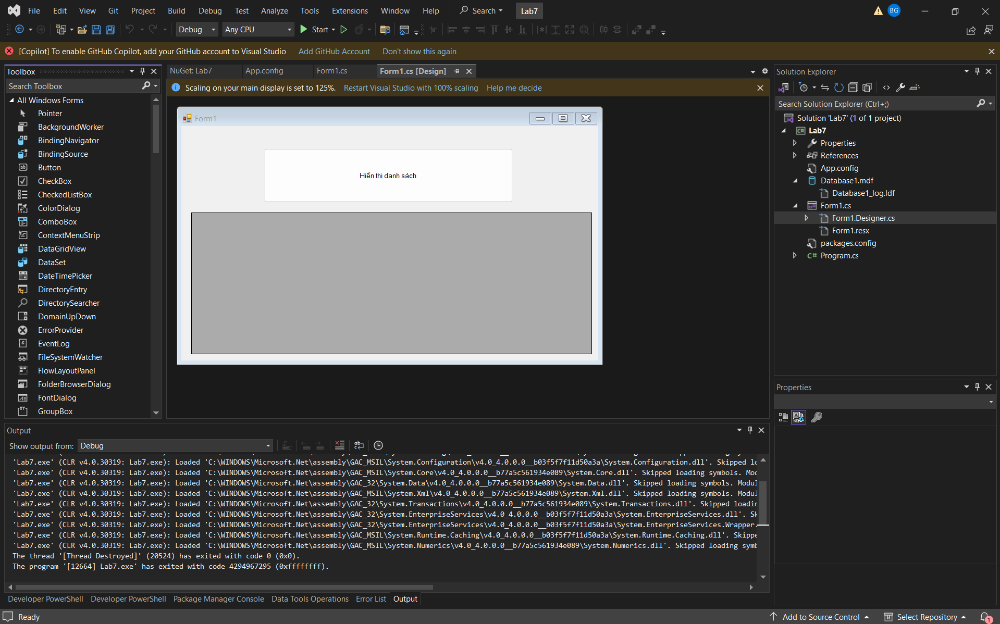 File Edit View Git Project Build Debug Test Analyze Tools Extensions Window Help Search Lab7 BG
Debug Any CPU Start
[Copilot] To enable GitHub Copilot, add your GitHub account to Visual Studio Add GitHub Account Don't show this again
Toolbox
Search Toolbox
All Windows Forms
Pointer
BackgroundWorker
BindingNavigator
BindingSource
Button
CheckBox
CheckedListBox
ColorDialog
ComboBox
ContextMenuStrip
DataGridView
DataSet
DateTimePicker
DirectoryEntry
DirectorySearcher
DomainUpDown
ErrorProvider
EventLog
FileSystemWatcher
FlowLayoutPanel
FolderBrowserDialog
FontDialog
GroupBox
NuGet: Lab7 App.config Form1.cs Form1.cs [Design]
Scaling on your main display is set to 125%. Restart Visual Studio with 100% scaling Help me decide
Form1
Hiển thị danh sách
Solution Explorer
Search Solution Explorer (Ctrl+;)
Solution 'Lab7' (1 of 1 project)
Lab7
Properties
References
App.config
Database1.mdf
Database1_log.ldf
Form1.cs
Form1.Designer.cs
Form1.resx
packages.config
C# Program.cs
Properties
Output
Show output from: Debug
'Lab7.exe' (CLR v4.0.30319: Lab7.exe): Loaded 'C:\WINDOWS\Microsoft.Net\assembly\GAC_MSIL\System.Configuration\v4.0_4.0.0.0__b03f5f7f11d50a3a\System.Configuration.dll'. Skipped lo
'Lab7.exe' (CLR v4.0.30319: Lab7.exe): Loaded 'C:\WINDOWS\Microsoft.Net\assembly\GAC_MSIL\System.Core\v4.0_4.0.0.0__b77a5c561934e089\System.Core.dll'. Skipped loading symbols. Mod
'Lab7.exe' (CLR v4.0.30319: Lab7.exe): Loaded 'C:\WINDOWS\Microsoft.Net\assembly\GAC_32\System.Data\v4.0_4.0.0.0__b77a5c561934e089\System.Data.dll'. Skipped loading symbols. Modul
'Lab7.exe' (CLR v4.0.30319: Lab7.exe): Loaded 'C:\WINDOWS\Microsoft.Net\assembly\GAC_MSIL\System.Xml\v4.0_4.0.0.0__b77a5c561934e089\System.Xml.dll'. Skipped loading symbols. Modul
'Lab7.exe' (CLR v4.0.30319: Lab7.exe): Loaded 'C:\WINDOWS\Microsoft.Net\assembly\GAC_32\System.Transactions\v4.0_4.0.0.0__b77a5c561934e089\System.Transactions.dll'. Skipped loadin
'Lab7.exe' (CLR v4.0.30319: Lab7.exe): Loaded 'C:\WINDOWS\Microsoft.Net\assembly\GAC_32\System.EnterpriseServices\v4.0_4.0.0.0__b03f5f7f11d50a3a\System.EnterpriseServices.dll'. Sk
'Lab7.exe' (CLR v4.0.30319: Lab7.exe): Loaded 'C:\WINDOWS\Microsoft.Net\assembly\GAC_32\System.EnterpriseServices\v4.0_4.0.0.0__b03f5f7f11d50a3a\System.EnterpriseServices.Wrapper.
'Lab7.exe' (CLR v4.0.30319: Lab7.exe): Loaded 'C:\WINDOWS\Microsoft.Net\assembly\GAC_MSIL\System.Runtime.Caching\v4.0_4.0.0.0__b03f5f7f11d50a3a\System.Runtime.Caching.dll'. Skippe
'Lab7.exe' (CLR v4.0.30319: Lab7.exe): Loaded 'C:\WINDOWS\Microsoft.Net\assembly\GAC_MSIL\System.Numerics\v4.0_4.0.0.0__b77a5c561934e089\System.Numerics.dll'. Skipped loading symb
The thread '[Thread Destroyed]' (20524) has exited with code 0 (0x0).
The program '[12664] Lab7.exe' has exited with code 4294967295 (0xffffffff).
Developer PowerShell Developer PowerShell Package Manager Console Data Tools Operations Error List Output
Ready Add to Source Control Select Repository 1